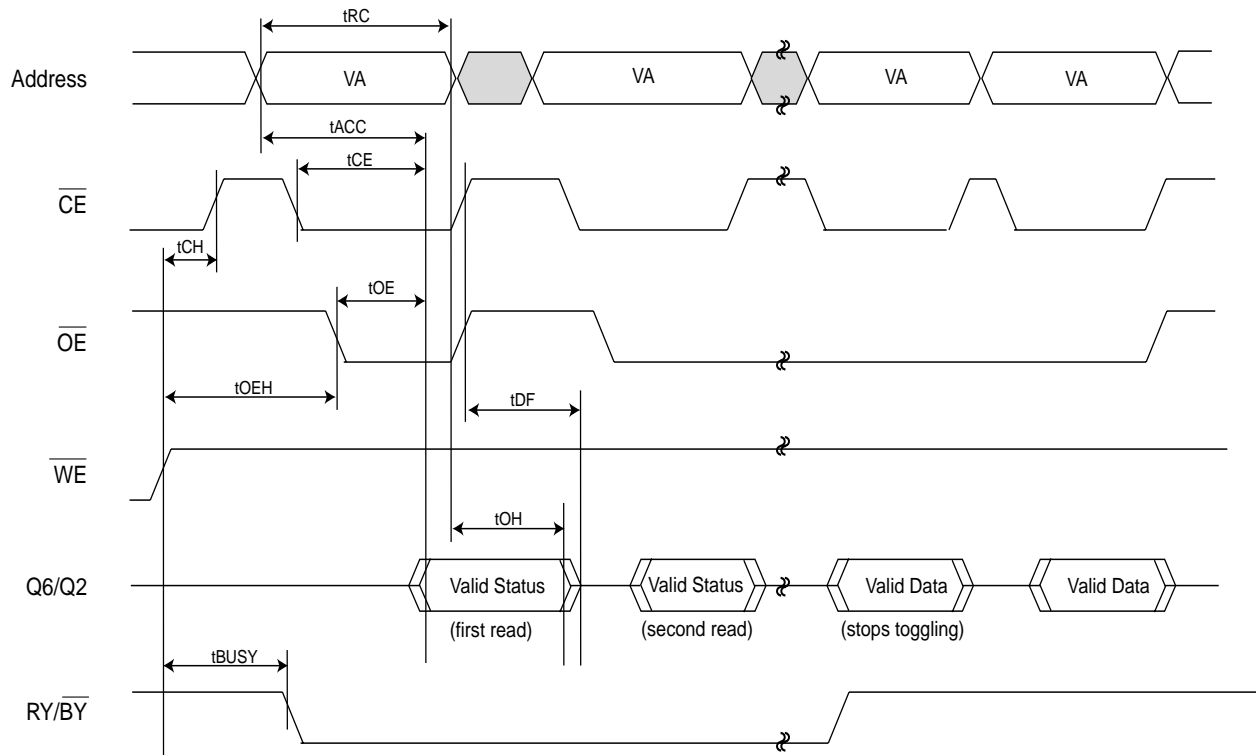 tRC
Address
VA
VA
VA
VA
tACC
tCE
CE
tCH
tOE
OE
tOEH
tDF
WE
tOH
Q6/Q2
Valid Status
Valid Status
Valid Data
Valid Data
(first read)
(second read)
(stops toggling)
tBUSY
RY/BY